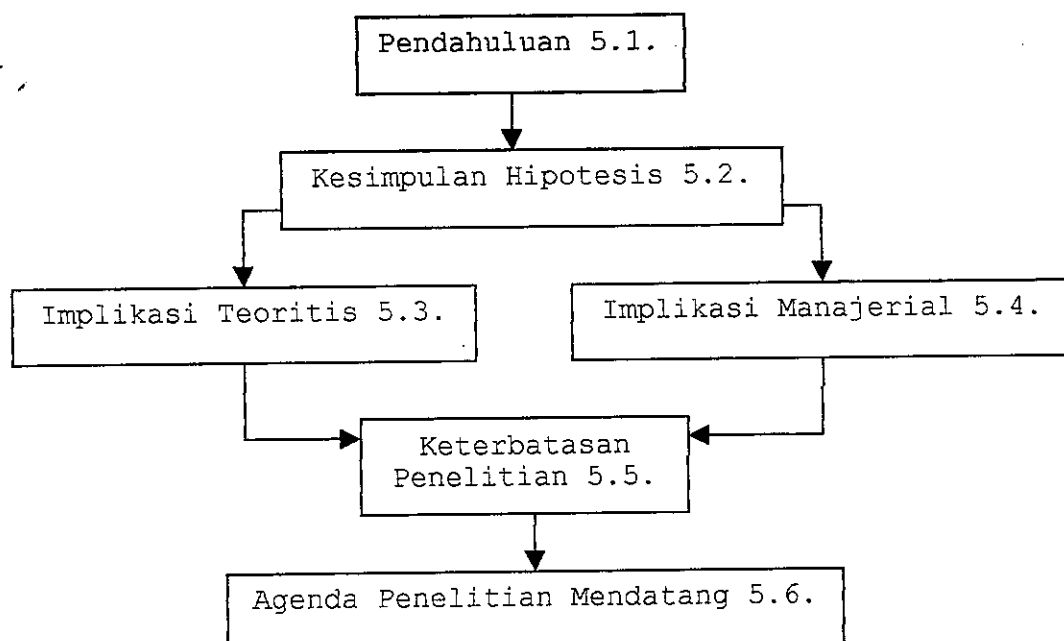 Pendahuluan 5.1.
Kesimpulan Hipotesis 5.2.
Implikasi Teoritis 5.3.
Implikasi Manajerial 5.4.
Keterbatasan
Penelitian 5.5.
Agenda Penelitian Mendatang 5.6.